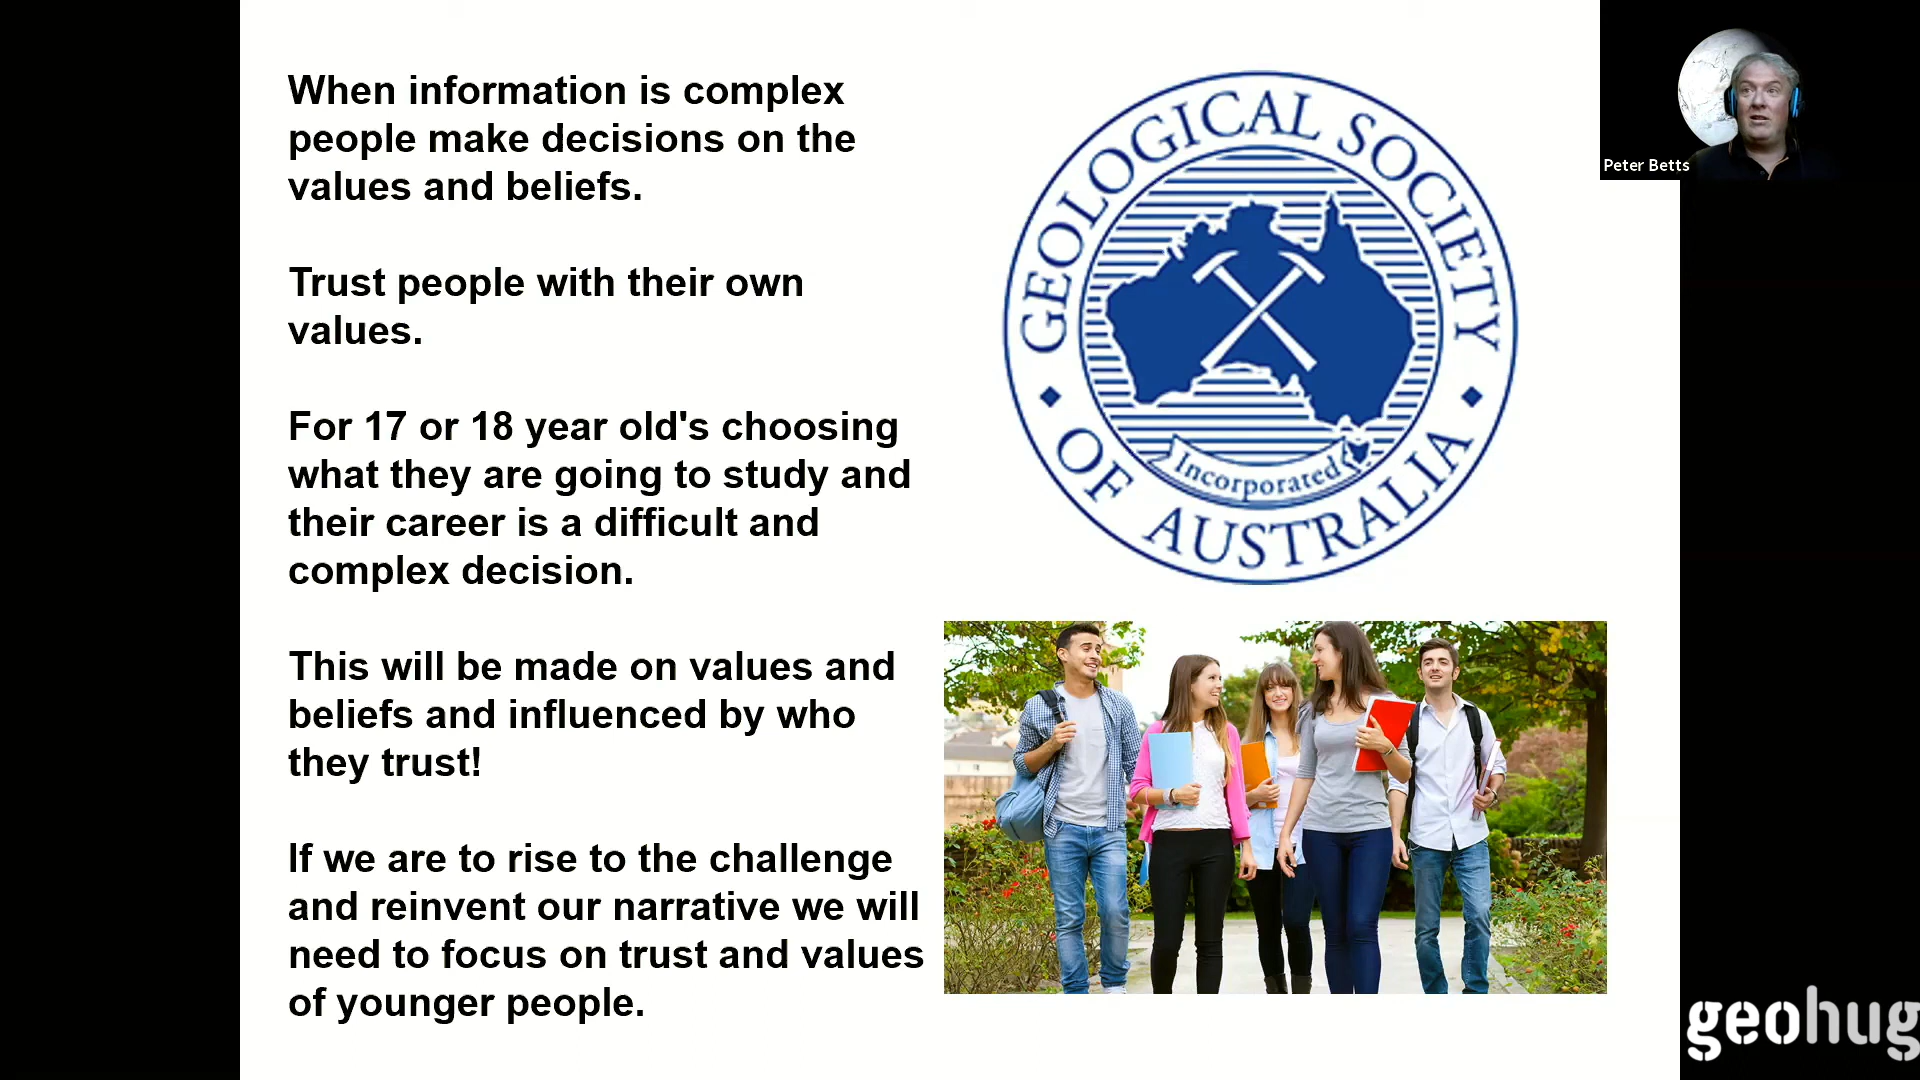 When information is complex
people make decisions on the
values and beliefs.
Trust people with their own
values.
For 17 or 18 year old's choosing
what they are going to study and
their career is a difficult and
complex decision.
This will be made on values and
beliefs and influenced by who
they trust!
If we are to rise to the challenge
and reinvent our narrative we will
need to focus on trust and values
of younger people.
GEOLOGICAL SOCIETY
OF AUSTRALIA
Incorporated
Peter Betts
geohug